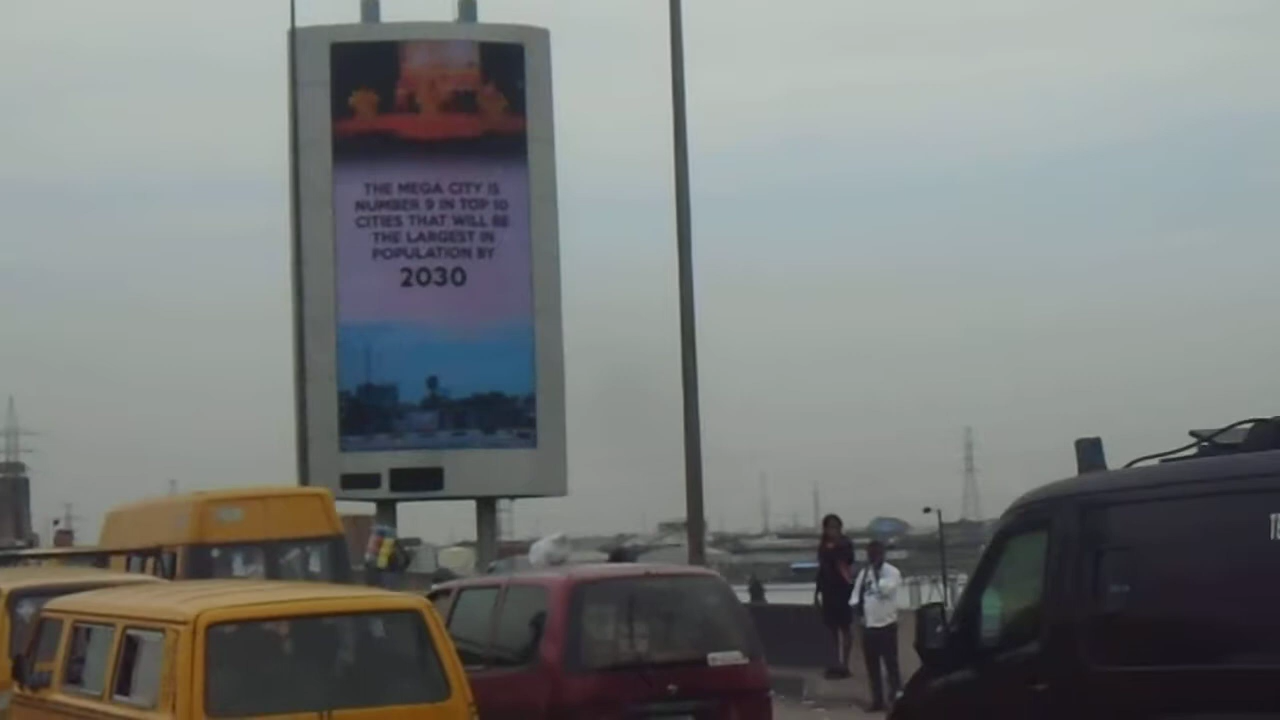 THE MEGA CITY IS
NUMBER 9 IN TOP 10
CITIES THAT WILL BE
THE LARGEST IN
POPULATION BY
2030